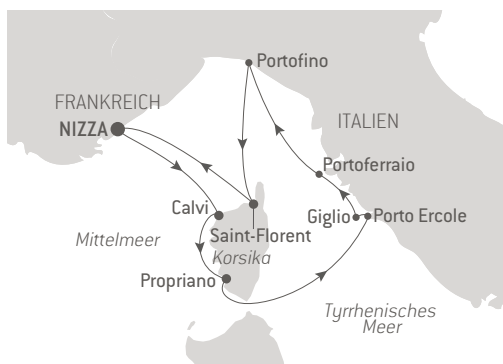 Portofino
FRANKREICH
NIZZA
ITALIEN
Portoferraio
Calvi
Giglio
Porto Ercole
Saint-Florent
Mittelmeer
Korsika
Propriano
Tyrrhenisches
Meer